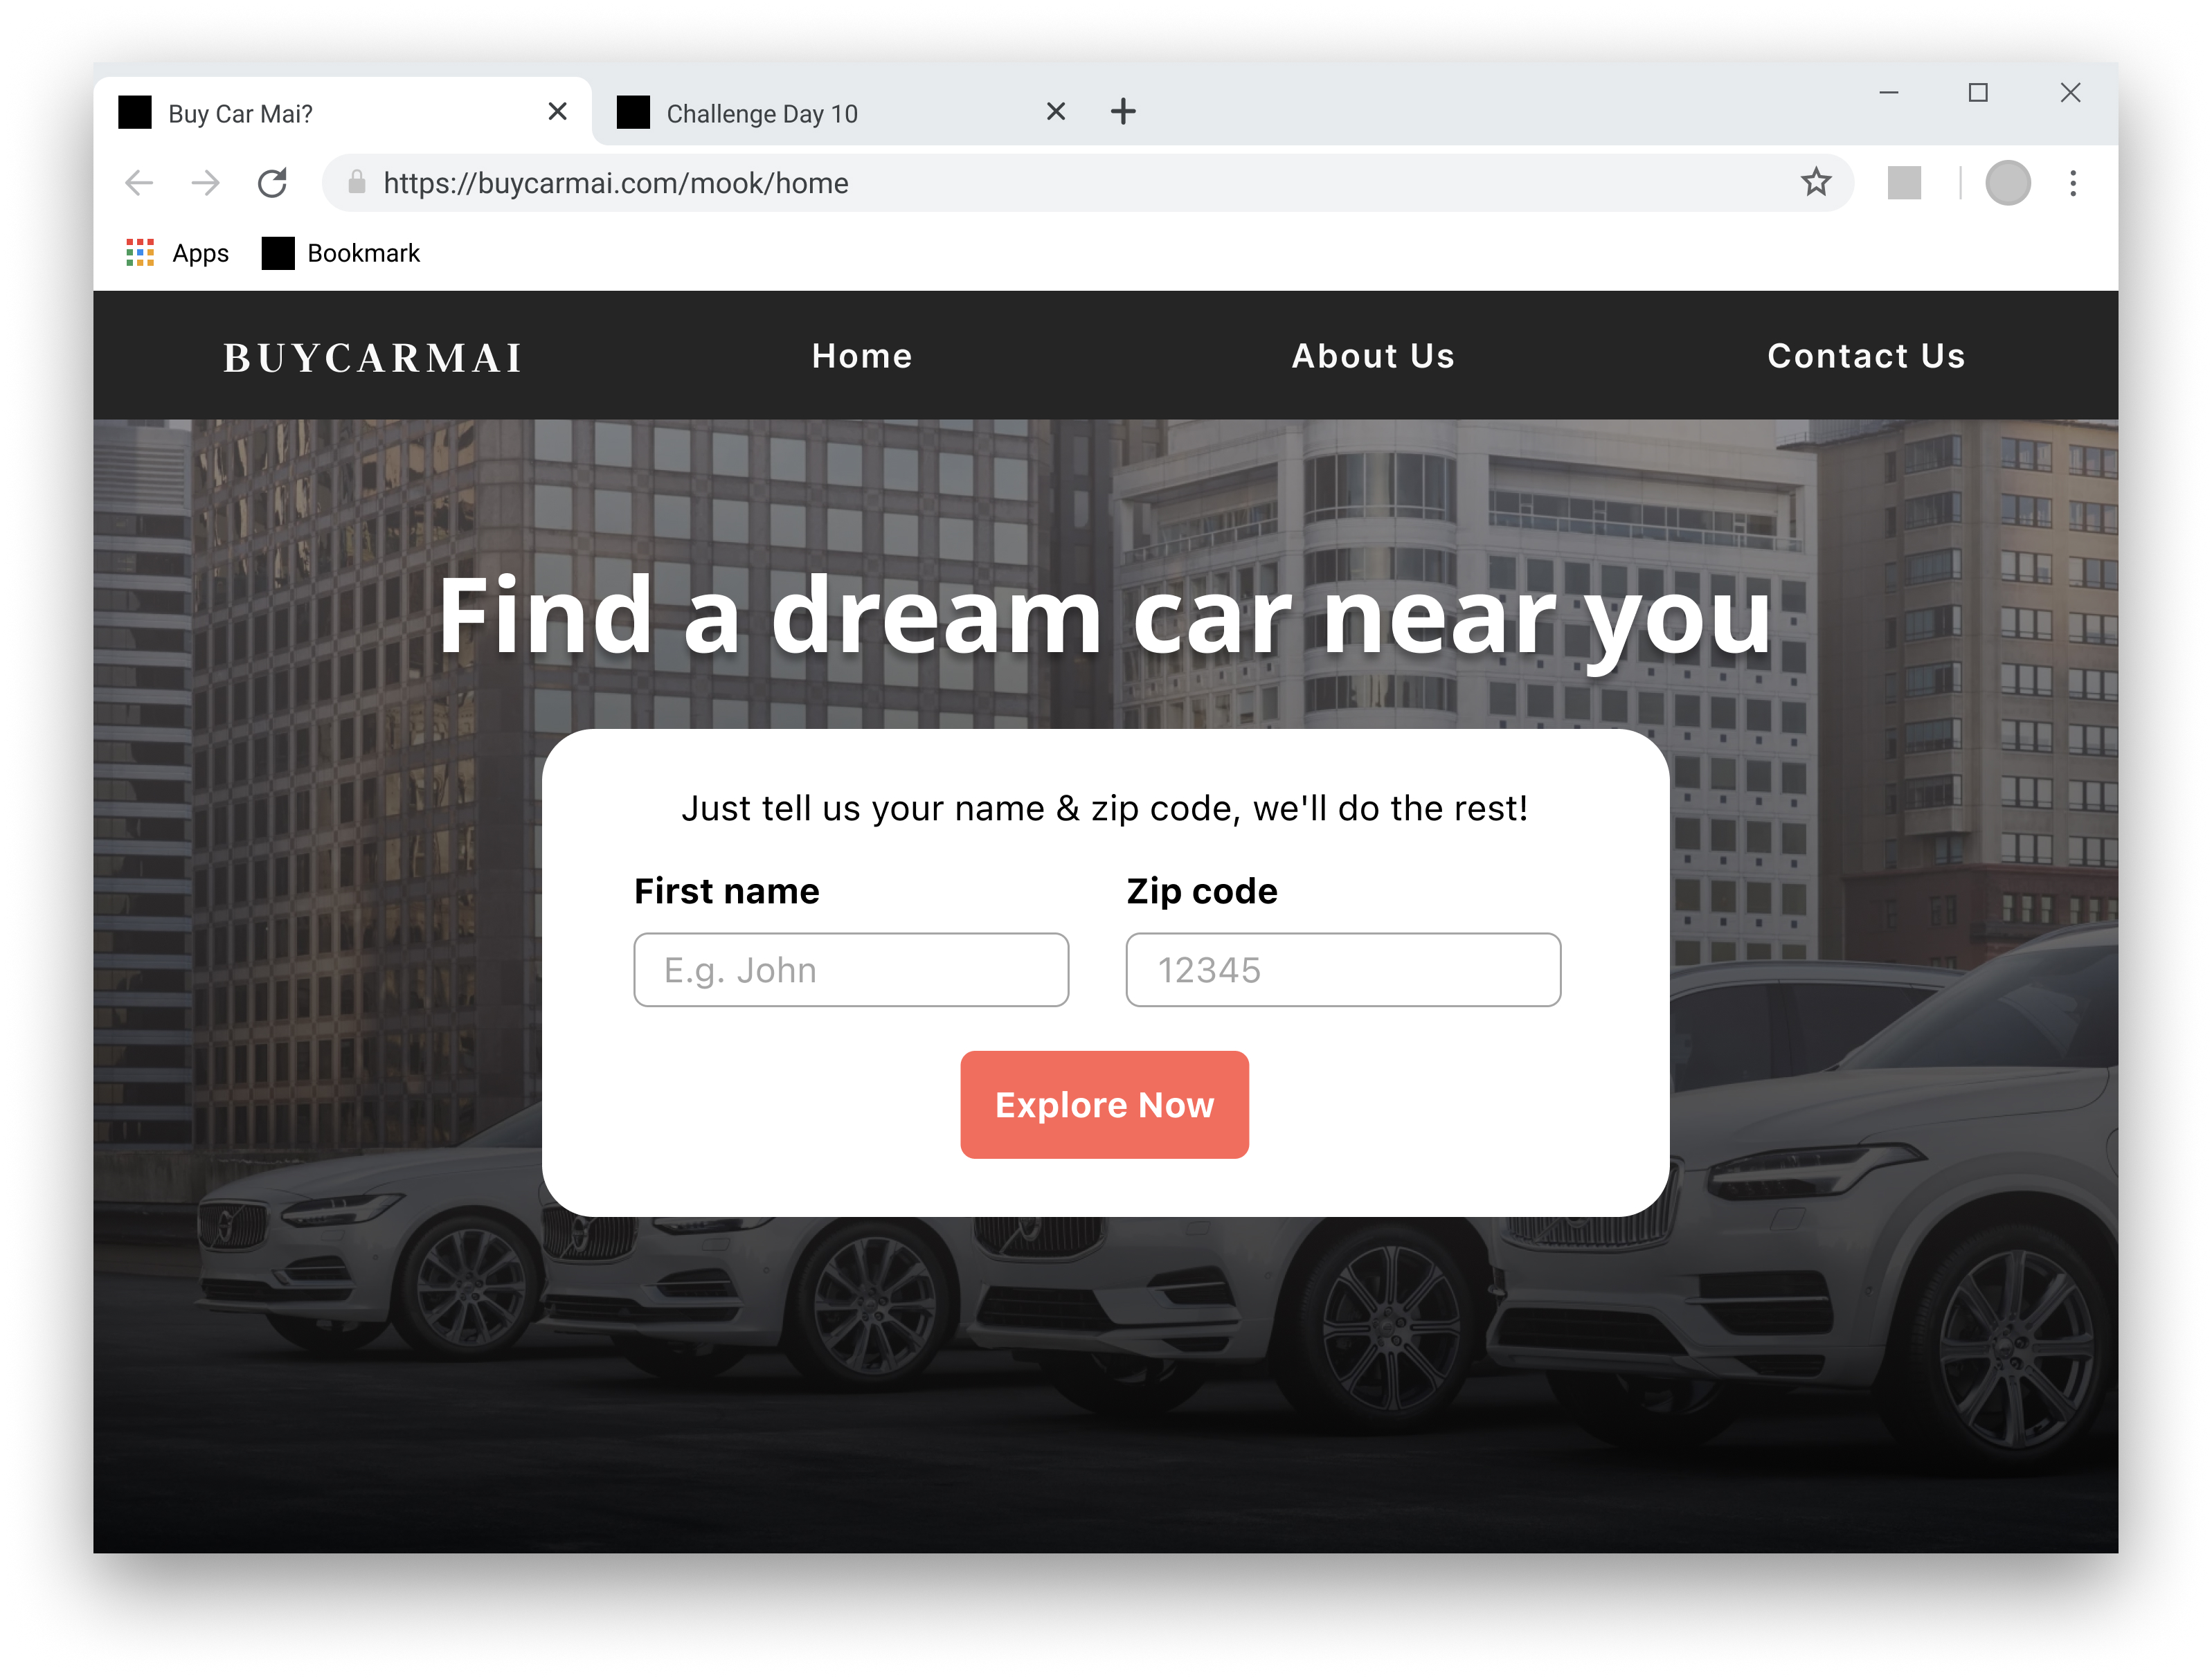 Buy Car Mai?
Challenge Day 10
https://buycarmai.com/mook/home
Apps
Bookmark
BUYCARMAI
Home
About Us
Contact Us
Find a dream car near you
Just tell us your name & zip code, we'll do the rest!
First name
Zip code
E.g. John
12345
Explore Now